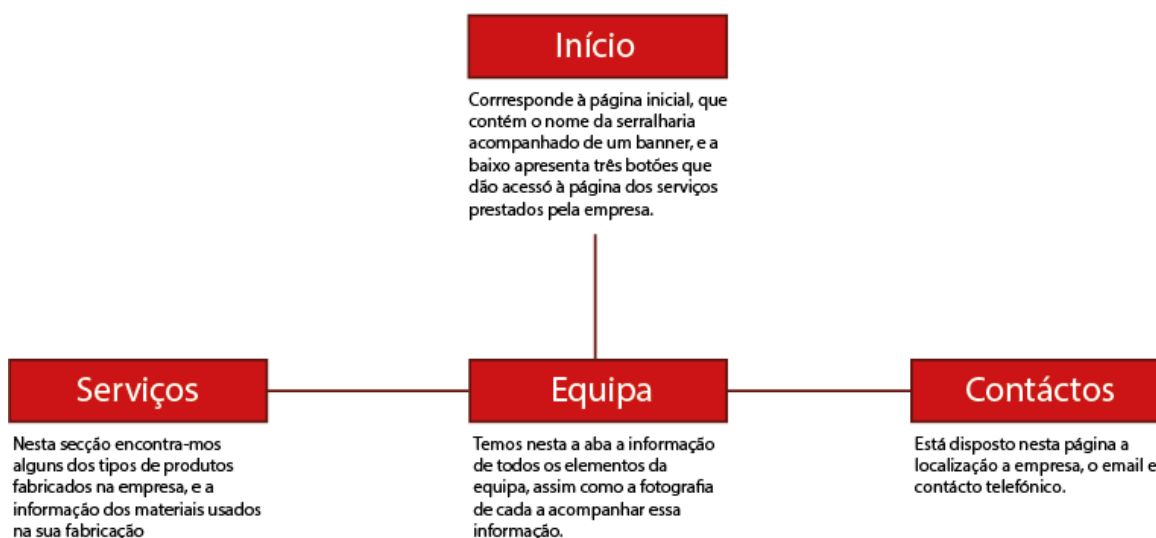 Início
Corrresponde à página inicial, que
contém o nome da serralharia
acompanhado de um banner, e a
baixo apresenta três botões que
dão acessó à página dos serviços
prestados pela empresa.
Serviços
Nesta secção encontra-mos
alguns dos tipos de produtos
fabricados na empresa, e a
informação dos materiais usados
na sua fabricação
Equipa
Temos nesta a aba a informação
de todos os elementos da
equipa, assim como a fotografia
de cada a acompanhar essa
informação.
Contáctos
Está disposto nesta página a
localização a empresa, o email e
contácto telefónico.